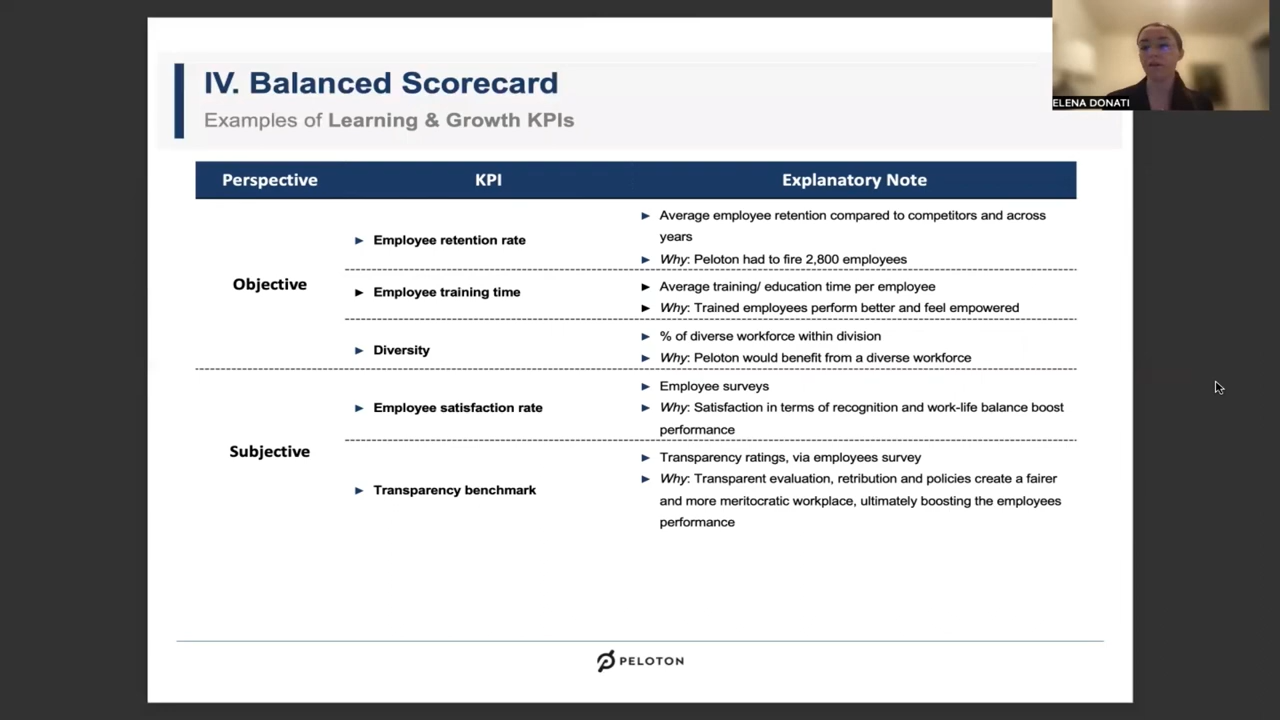 ELENA DONATI
IV. Balanced Scorecard
Examples of Learning & Growth KPIs
Perspective KPI Explanatory Note
Objective
Employee retention rate
Average employee retention compared to competitors and across
years
Why: Peloton had to fire 2,800 employees
Employee training time
Average training/ education time per employee
Why: Trained employees perform better and feel empowered
Diversity
% of diverse workforce within division
Why: Peloton would benefit from a diverse workforce
Subjective
Employee satisfaction rate
Employee surveys
Why: Satisfaction in terms of recognition and work-life balance boost
performance
Transparency benchmark
Transparency ratings, via employees survey
Why: Transparent evaluation, retribution and policies create a fairer
and more meritocratic workplace, ultimately boosting the employees
performance
PELOTON